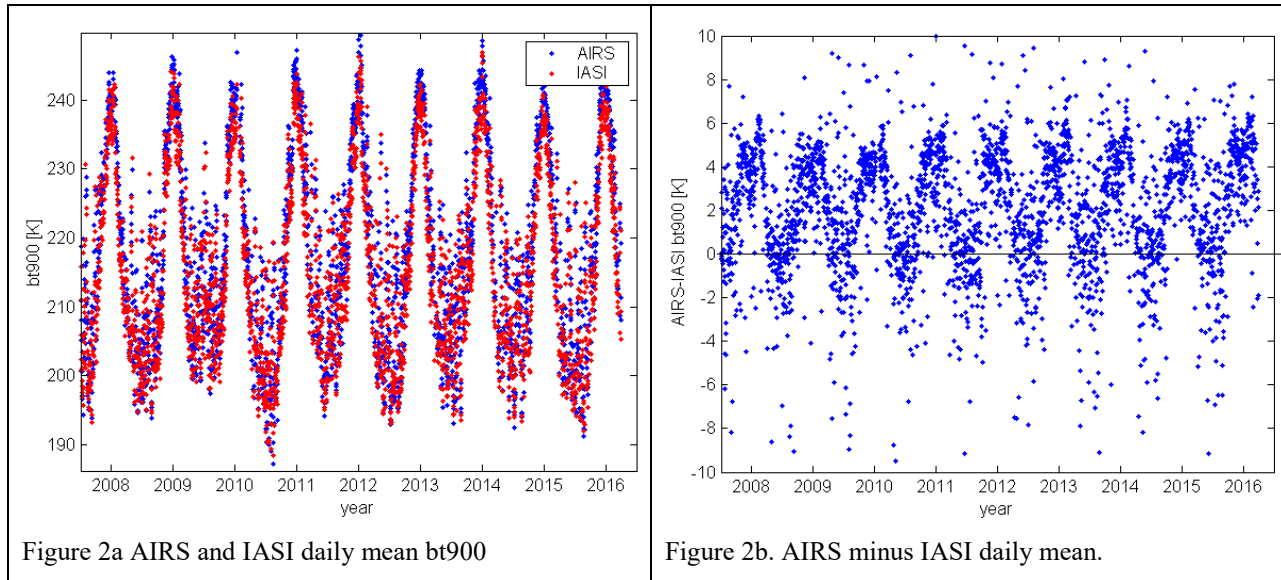 AIRS
IASI
bt900 [K]
240
230
220
210
200
190
2008 2009 2010 2011 2012 2013 2014 2015 2016
year
Figure 2a AIRS and IASI daily mean bt900
AIRS-IASI bt900 [K]
10
8
6
4
2
0
-2
-4
-6
-8
-10
2008 2009 2010 2011 2012 2013 2014 2015 2016
year
Figure 2b. AIRS minus IASI daily mean.